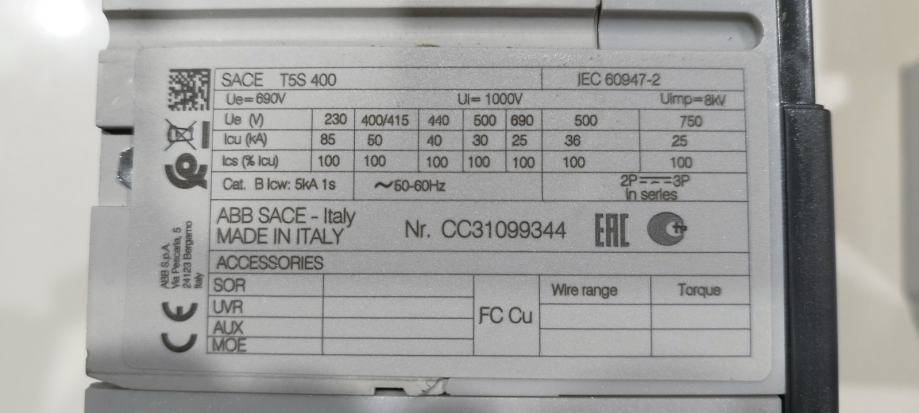 SACE T5S 400 IEC 60947-2
Ue=690V Ui=1000V Uimp=8kV
Ue (V) 230 400/415 440 500 690 500 750
Icu (kA) 85 50 40 30 25 36 25
Ics (% Icu) 100 100 100 100 100 100 100
Cat. B Icw: 5kA 1s ~50-60Hz 2P⎓3P
in series
ABB SACE - Italy
MADE IN ITALY Nr. CC31099344 EAC
ABB S.p.A.
Via Pescaria, 5
24123 Bergamo
Italy
CE
ACCESSORIES
SOR
UVR
AUX
MOE
FC Cu
Wire range Torque